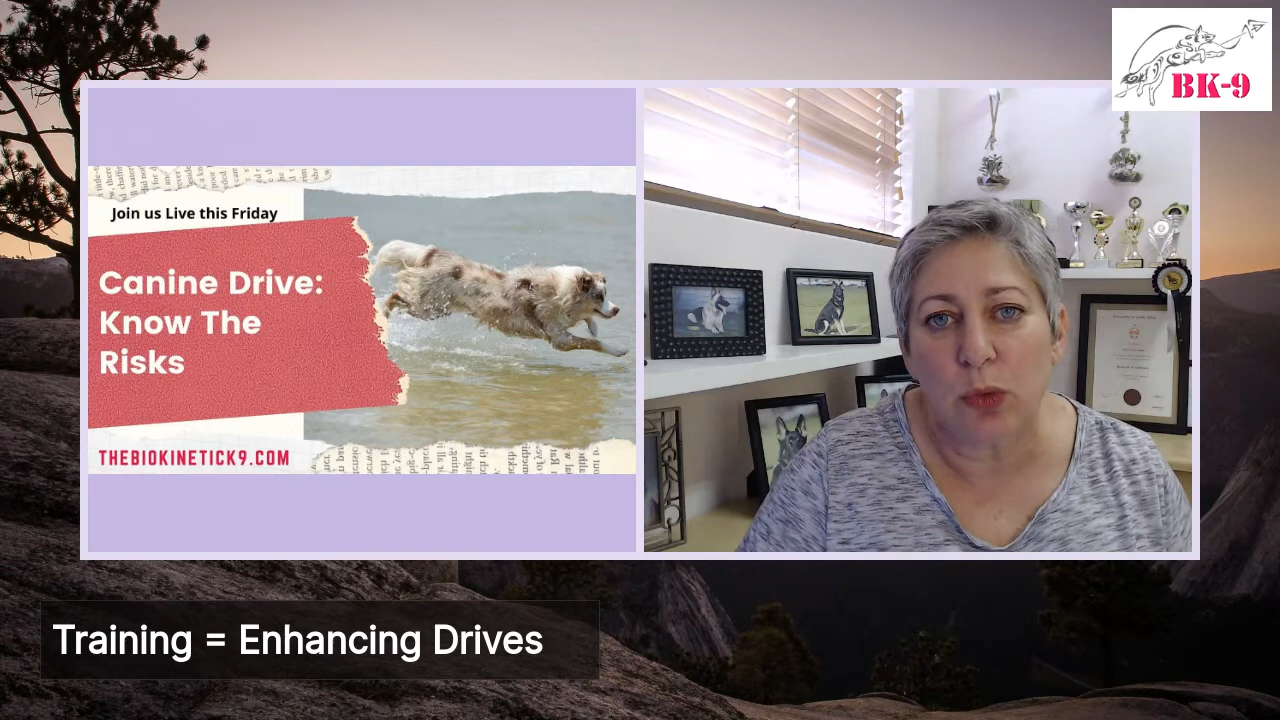 BK-9
Join us Live this Friday
Canine Drive:
Know The
Risks
THEBIOKINETICK9.COM
Training = Enhancing Drives